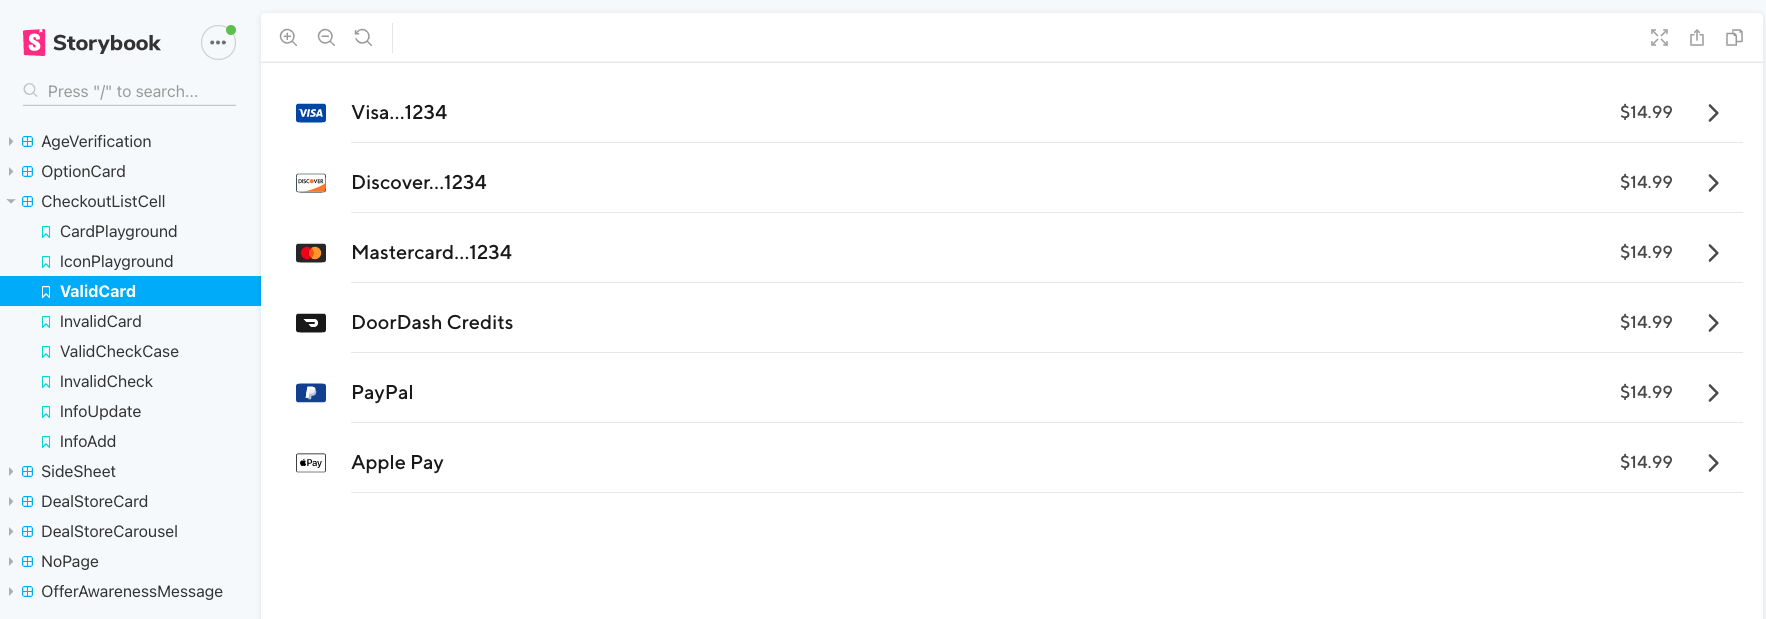 Storybook
Press "/" to search...
AgeVerification
OptionCard
CheckoutListCell
CardPlayground
IconPlayground
ValidCard
InvalidCard
ValidCheckCase
InvalidCheck
InfoUpdate
InfoAdd
SideSheet
DealStoreCard
DealStoreCarousel
NoPage
OfferAwarenessMessage
VISA Visa...1234 $14.99
DISCOVER Discover...1234 $14.99
Mastercard...1234 $14.99
DoorDash Credits $14.99
PayPal $14.99
Pay Apple Pay $14.99